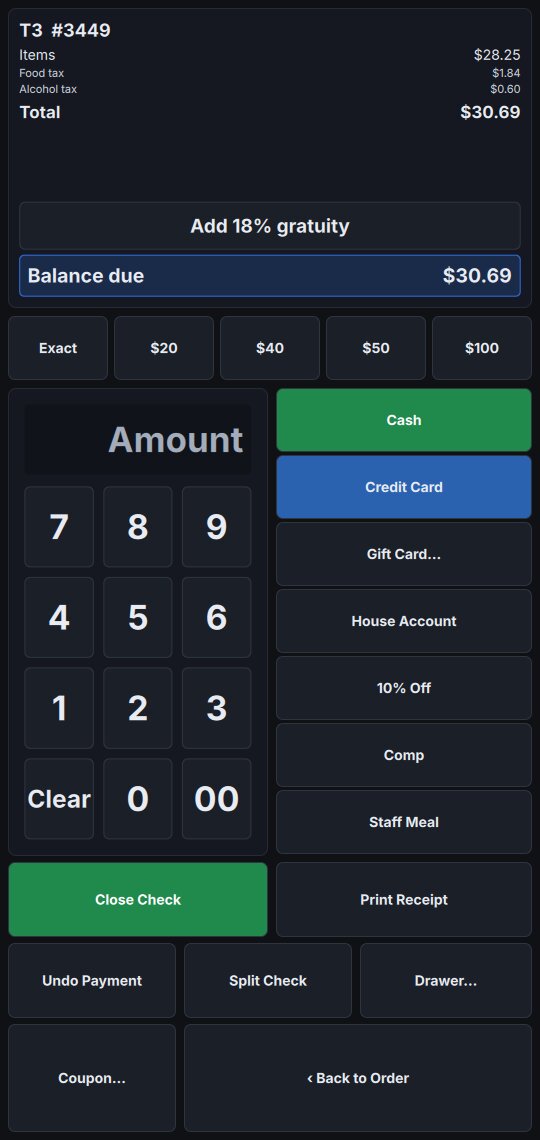 T3 #3449
Items $28.25
Food tax $1.84
Alcohol tax $0.60
Total $30.69
Add 18% gratuity
Balance due $30.69
Exact $20 $40 $50 $100
Amount
7 8 9
4 5 6
1 2 3
Clear 0 00
Cash
Credit Card
Gift Card...
House Account
10% Off
Comp
Staff Meal
Close Check Print Receipt
Undo Payment Split Check Drawer...
Coupon... ‹ Back to Order